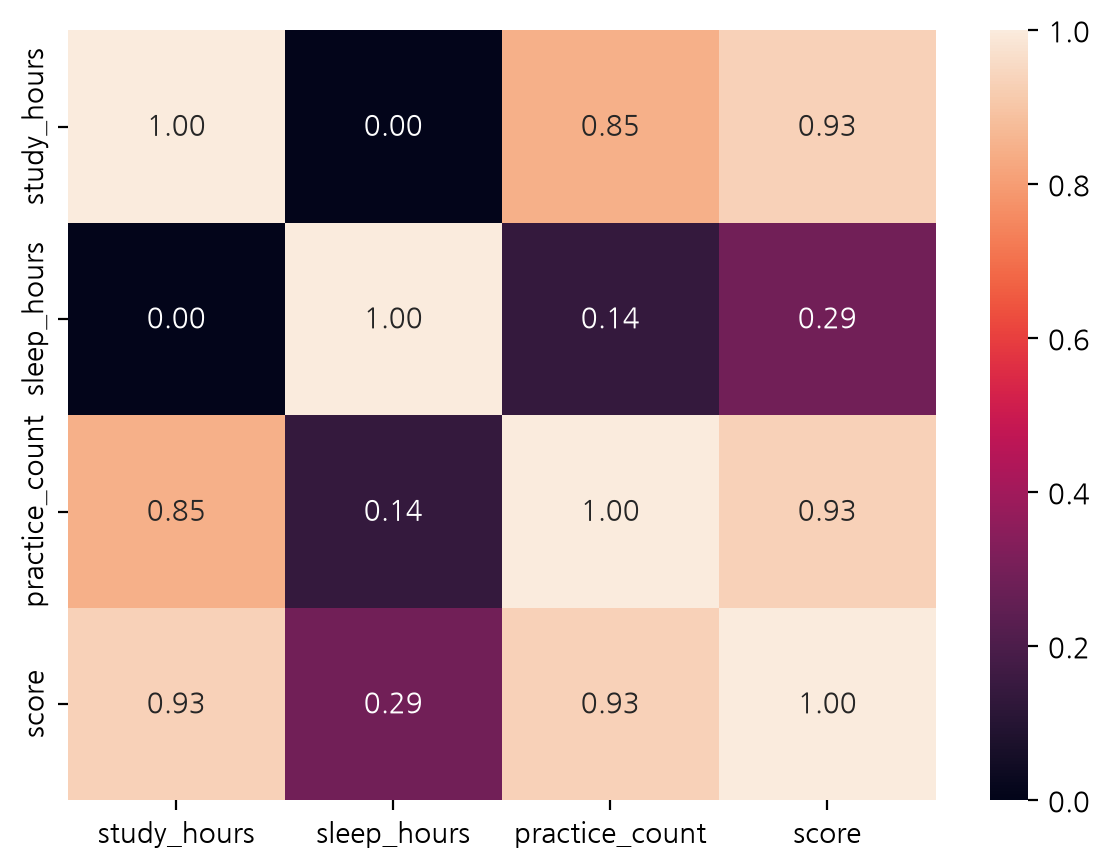 study_hours 1.00 0.00 0.85 0.93
sleep_hours 0.00 1.00 0.14 0.29
practice_count 0.85 0.14 1.00 0.93
score 0.93 0.29 0.93 1.00
study_hours sleep_hours practice_count score
1.0
0.8
0.6
0.4
0.2
0.0